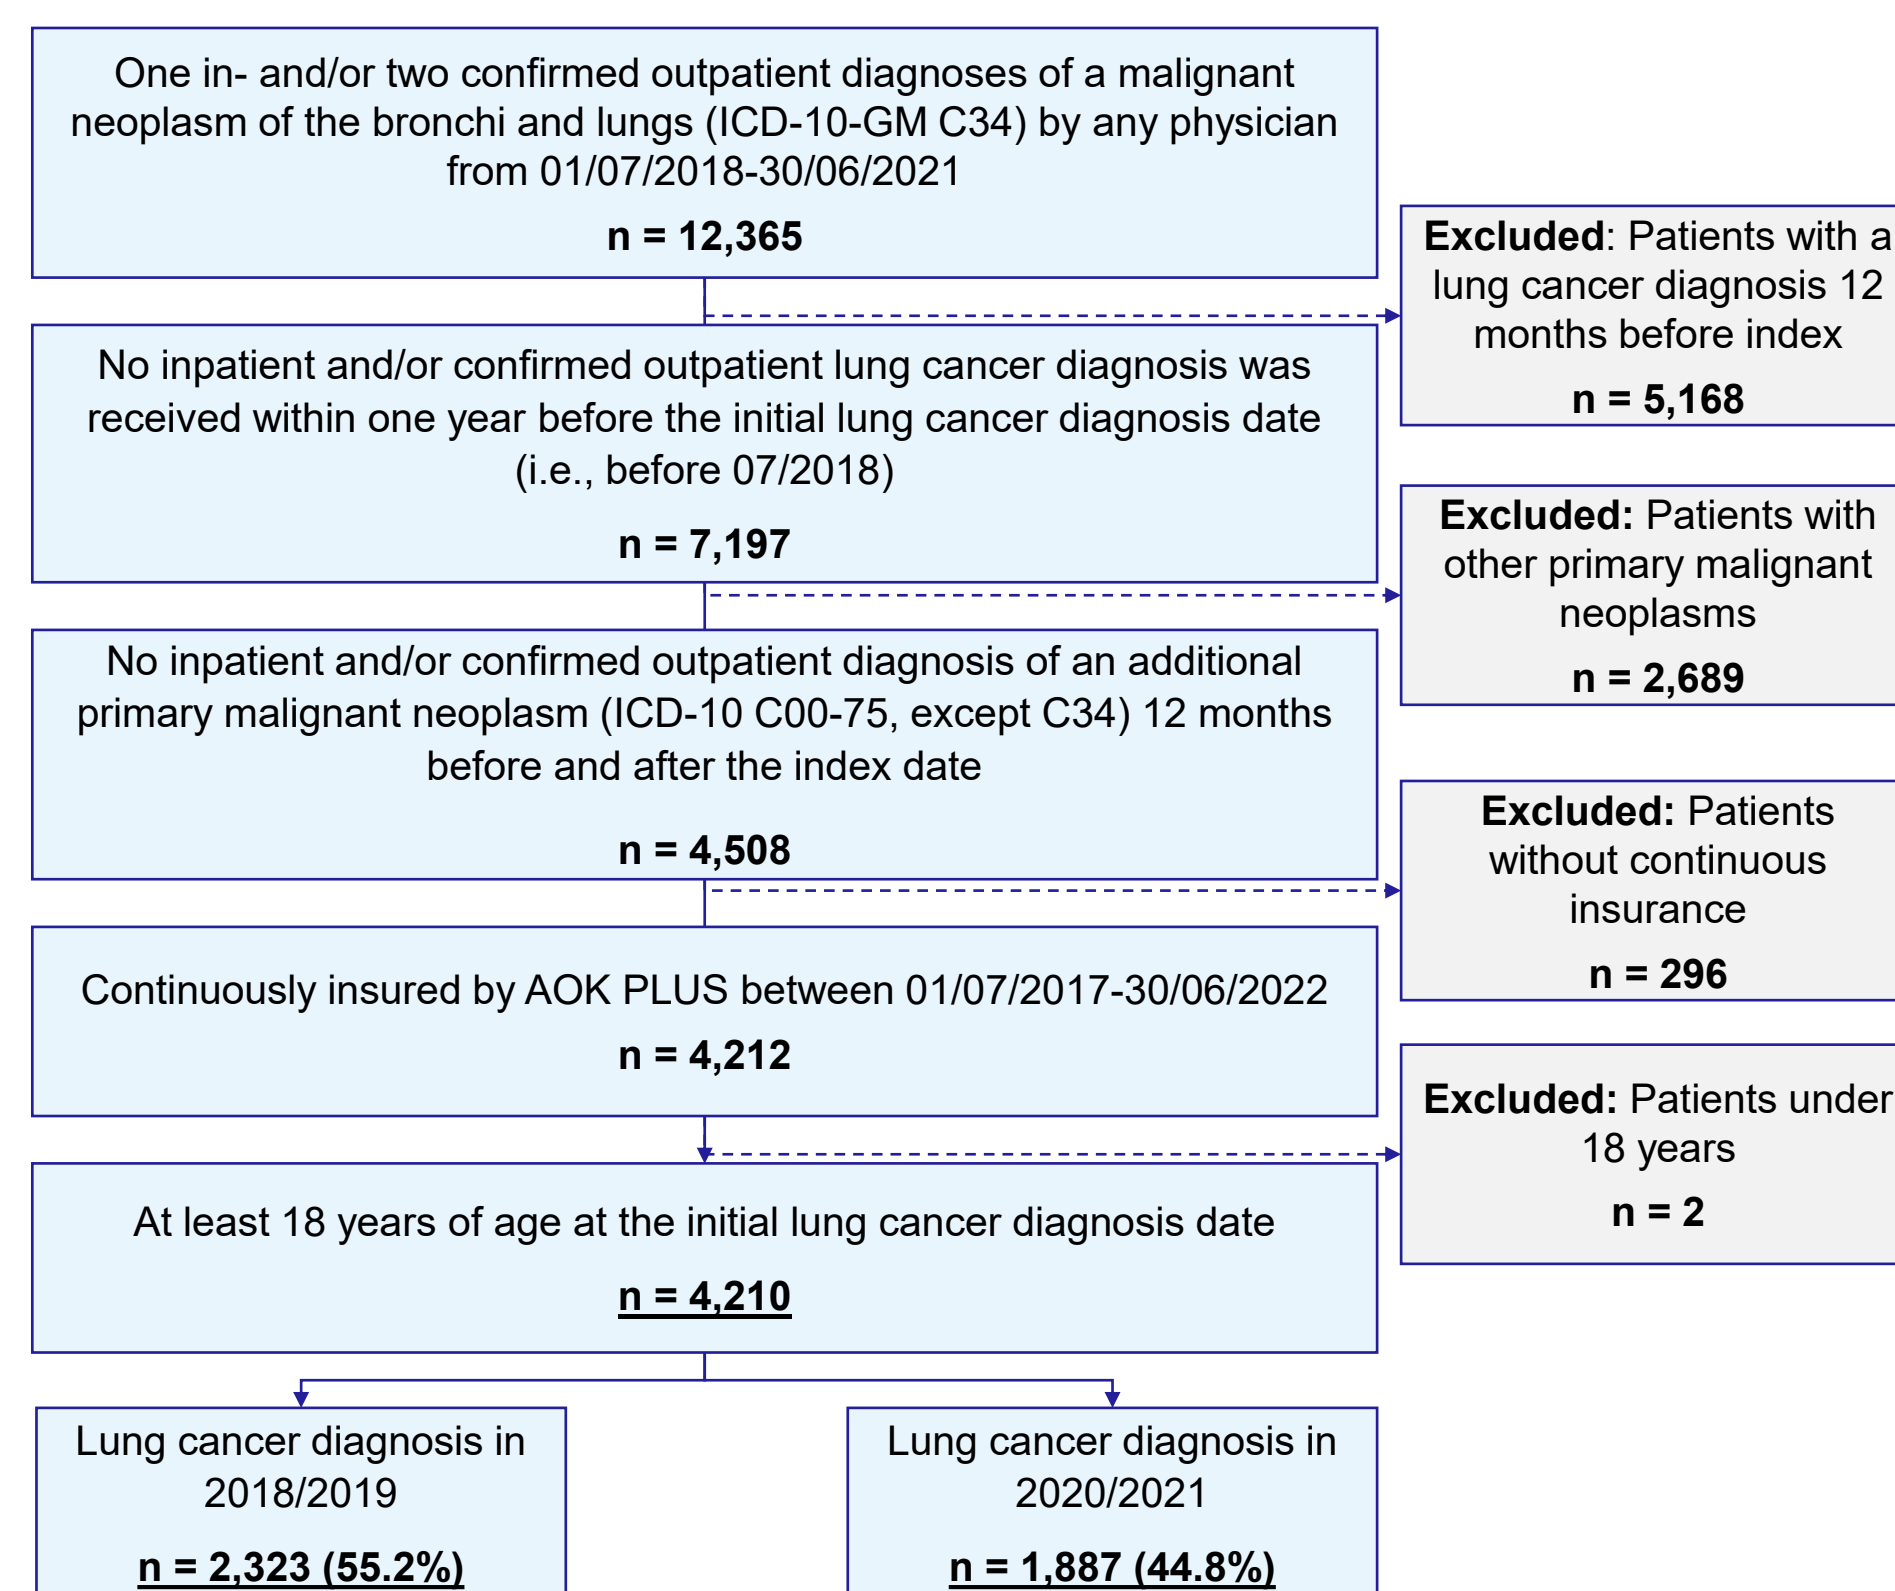 One in- and/or two confirmed outpatient diagnoses of a malignant
neoplasm of the bronchi and lungs (ICD-10-GM C34) by any physician
from 01/07/2018-30/06/2021
n = 12,365
Excluded: Patients with a
lung cancer diagnosis 12
months before index
n = 5,168
No inpatient and/or confirmed outpatient lung cancer diagnosis was
received within one year before the initial lung cancer diagnosis date
(i.e., before 07/2018)
n = 7,197
Excluded: Patients with
other primary malignant
neoplasms
n = 2,689
No inpatient and/or confirmed outpatient diagnosis of an additional
primary malignant neoplasm (ICD-10 C00-75, except C34) 12 months
before and after the index date
n = 4,508
Excluded: Patients
without continuous
insurance
n = 296
Continuously insured by AOK PLUS between 01/07/2017-30/06/2022
n = 4,212
Excluded: Patients under
18 years
n = 2
At least 18 years of age at the initial lung cancer diagnosis date
n = 4,210
Lung cancer diagnosis in
2018/2019
n = 2,323 (55.2%)
Lung cancer diagnosis in
2020/2021
n = 1,887 (44.8%)